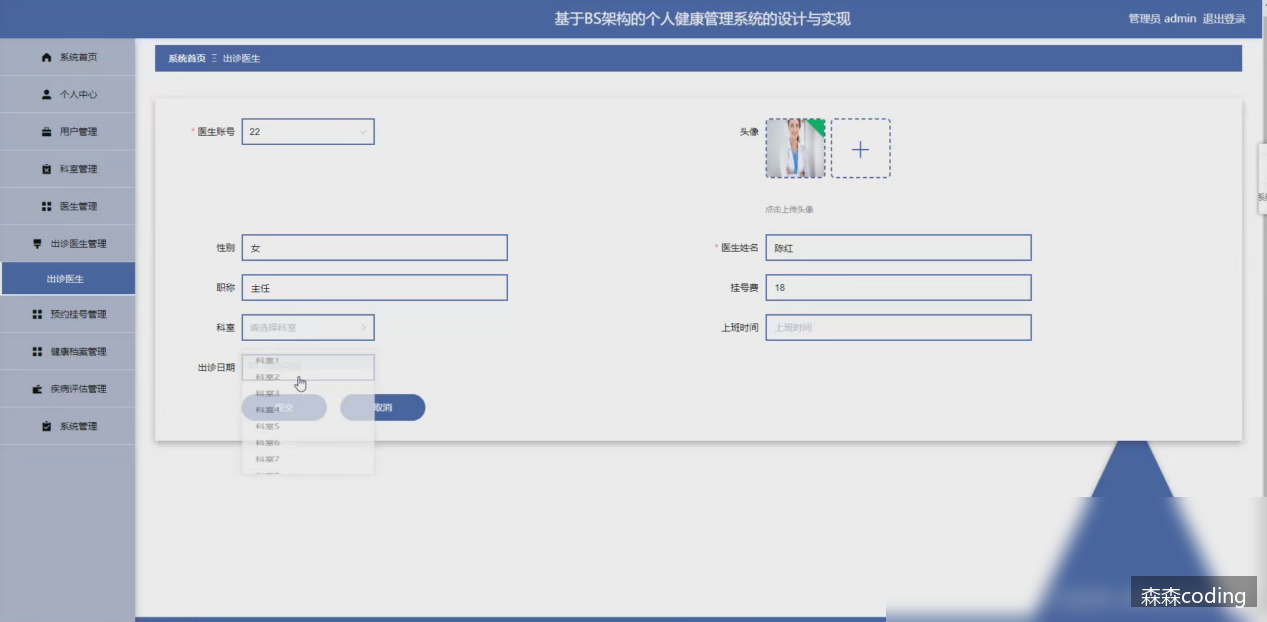 基于BS架构的个人健康管理系统的设计与实现
管理员 admin 退出登录
系统首页
个人中心
用户管理
科室管理
医生管理
出诊医生管理
出诊医生
预约挂号管理
健康档案管理
疾病评估管理
系统管理
系统首页 Ξ 出诊医生
* 医生账号 22
头像
点击上传头像
性别 女
* 医生姓名 陈红
职称 主任
挂号费 18
科室 请选择科室
上班时间 上班时间
出诊日期
科室1
科室2
科室3
科室4
科室5
科室6
科室7
提交 取消
森森coding